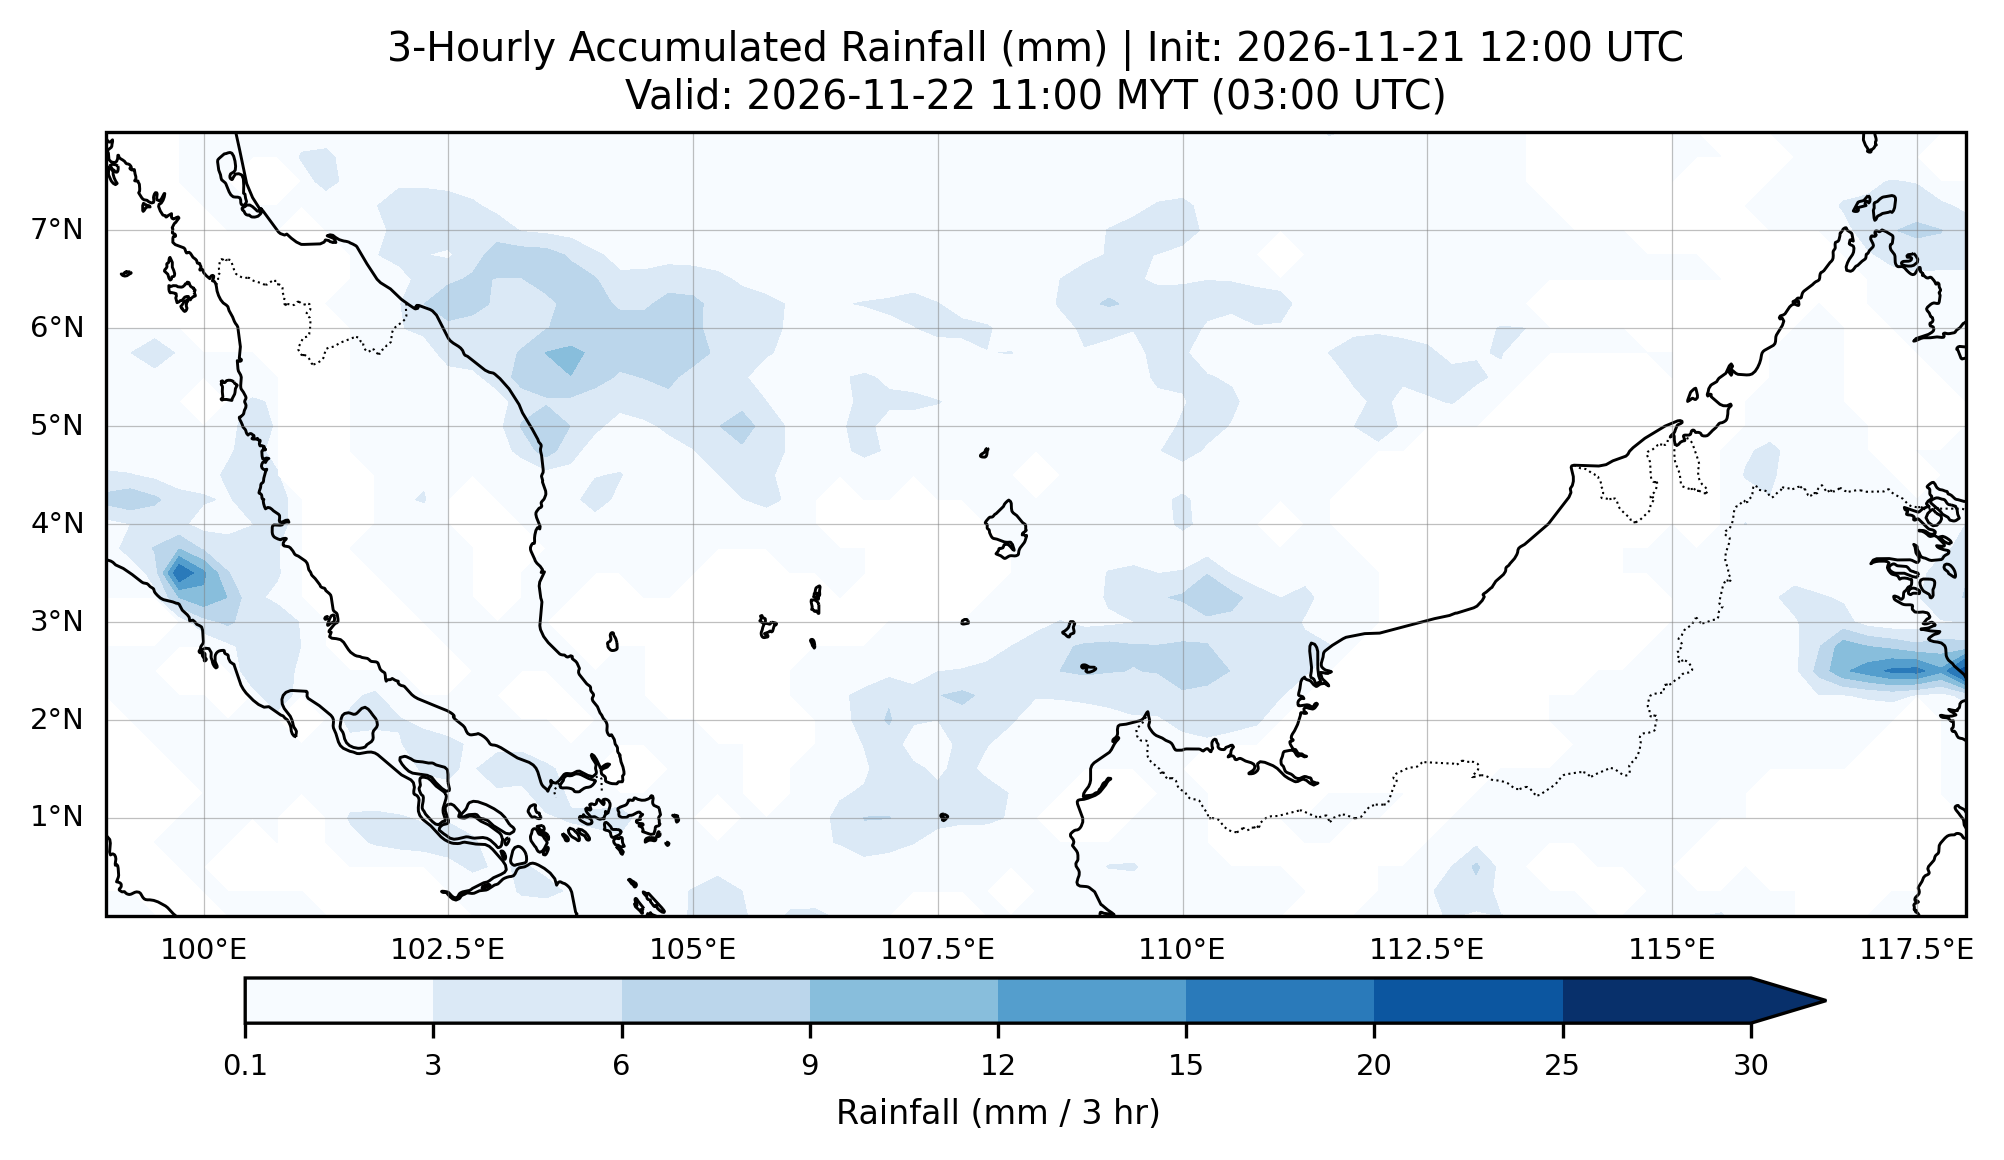 3-Hourly Accumulated Rainfall (mm) | Init: 2026-11-21 12:00 UTC
Valid: 2026-11-22 11:00 MYT (03:00 UTC)
7°N
6°N
5°N
4°N
3°N
2°N
1°N
100°E 102.5°E 105°E 107.5°E 110°E 112.5°E 115°E 117.5°E
0.1 3 6 9 12 15 20 25 30
Rainfall (mm / 3 hr)